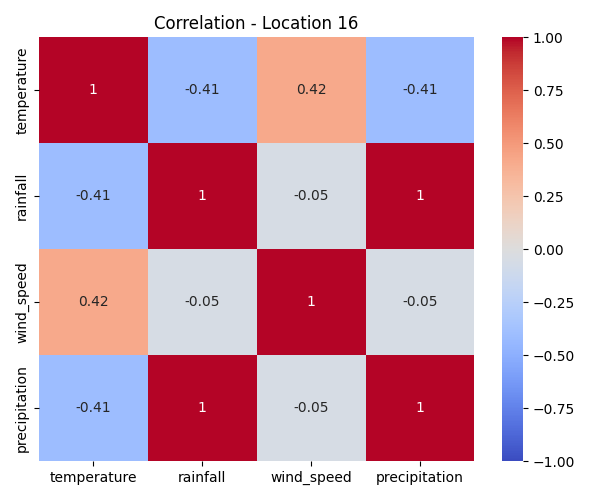 Correlation - Location 16
temperature
1
-0.41
0.42
-0.41
rainfall
-0.41
1
-0.05
1
wind_speed
0.42
-0.05
1
-0.05
precipitation
-0.41
1
-0.05
1
temperature
rainfall
wind_speed
precipitation
1.00
0.75
0.50
0.25
0.00
−0.25
−0.50
−0.75
−1.00